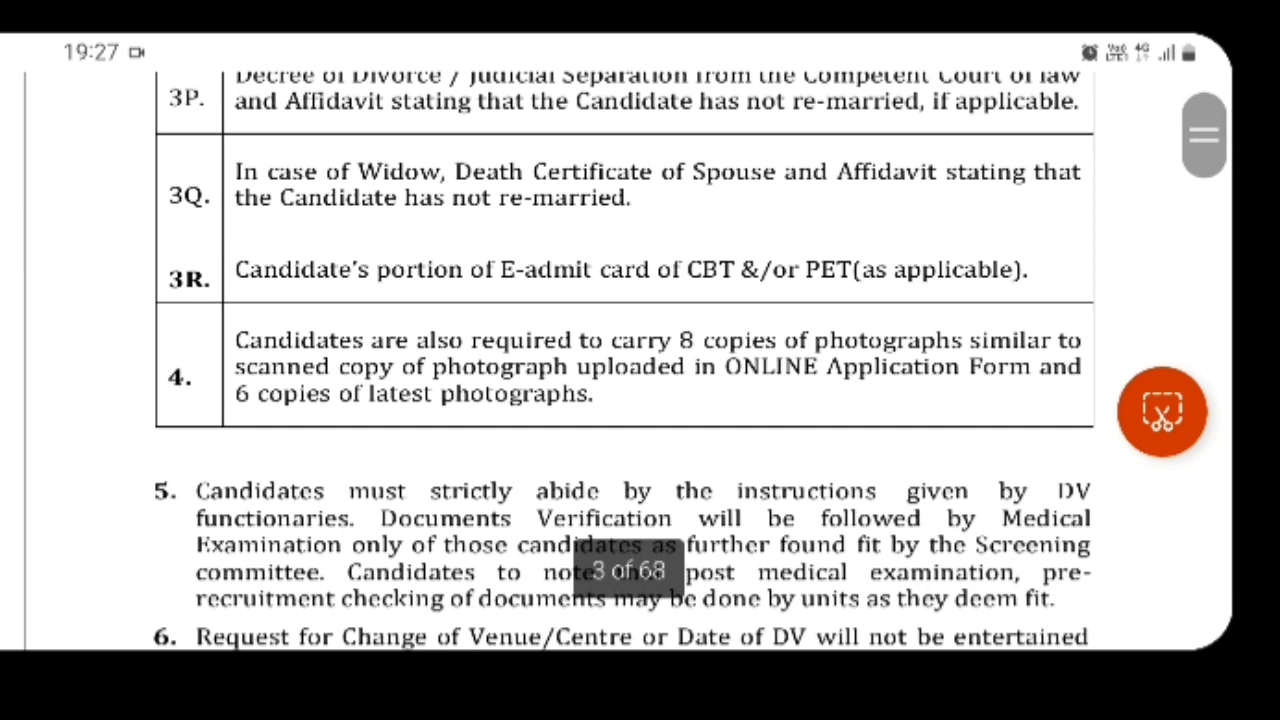 19:27
3P. Decree of Divorce / Judicial Separation from the Competent Court of law
and Affidavit stating that the Candidate has not re-married, if applicable.
3Q. In case of Widow, Death Certificate of Spouse and Affidavit stating that
the Candidate has not re-married.
3R. Candidate's portion of E-admit card of CBT &/or PET(as applicable).
4. Candidates are also required to carry 8 copies of photographs similar to
scanned copy of photograph uploaded in ONLINE Application Form and
6 copies of latest photographs.
5. Candidates must strictly abide by the instructions given by DV
functionaries. Documents Verification will be followed by Medical
Examination only of those candidates as further found fit by the Screening
committee. Candidates to note post medical examination, pre-
3 of 68
recruitment checking of documents may be done by units as they deem fit.
6. Request for Change of Venue/Centre or Date of DV will not be entertained